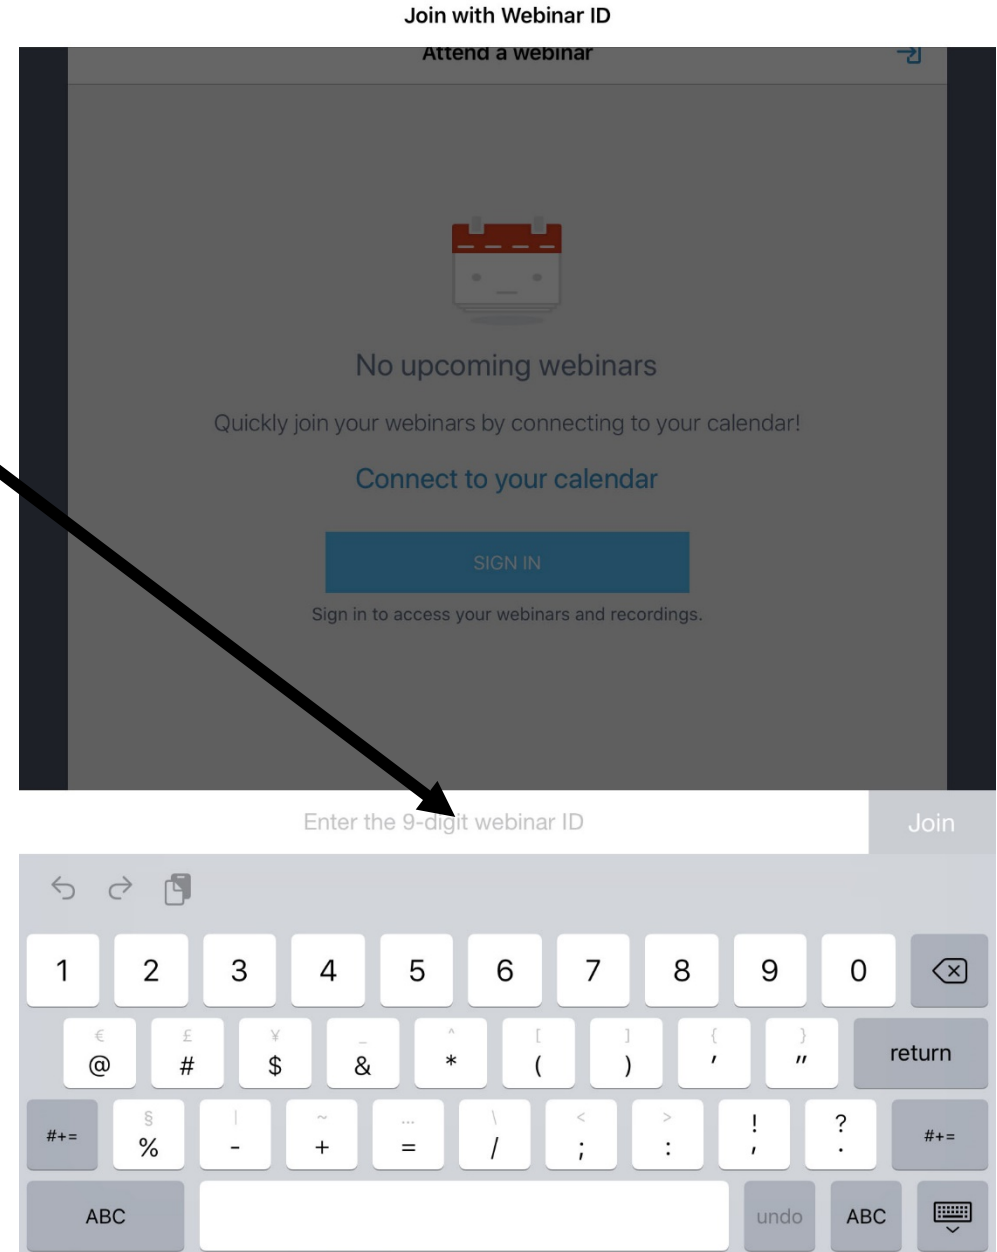 Join with Webinar ID
Attend a webinar
No upcoming webinars
Quickly join your webinars by connecting to your calendar!
Connect to your calendar
SIGN IN
Sign in to access your webinars and recordings.
Enter the 9-digit webinar ID
Join
1 2 3 4 5 6 7 8 9 0
€ £ ¥ _ ^ [ ] { }
@ # $ & * ( ) ' " return
§ | ~ … \ < > ! ?
#+= % - + = / ; : , . #+=
ABC undo ABC